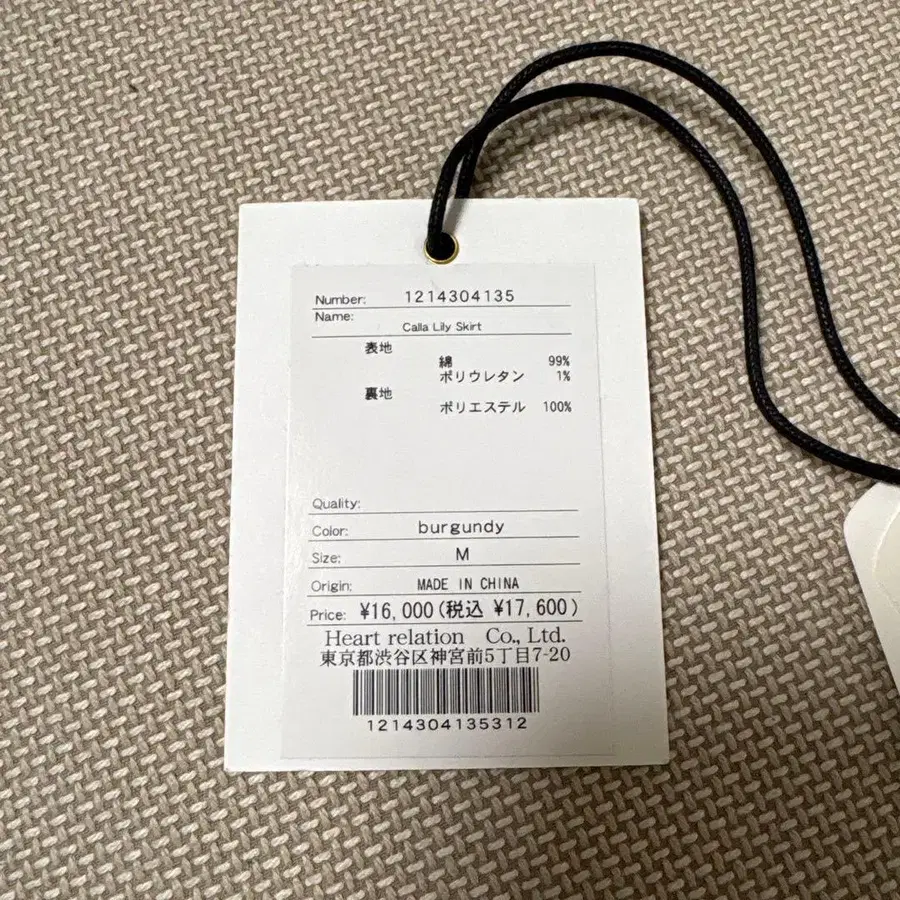 Number: 1214304135
Name:
Calla Lily Skirt
表地
綿 99%
ポリウレタン 1%
裏地
ポリエステル 100%
Quality:
Color: burgundy
Size: M
Origin: MADE IN CHINA
Price: ¥16,000(税込 ¥17,600)
Heart relation Co., Ltd.
東京都渋谷区神宮前5丁目7-20
1214304135312